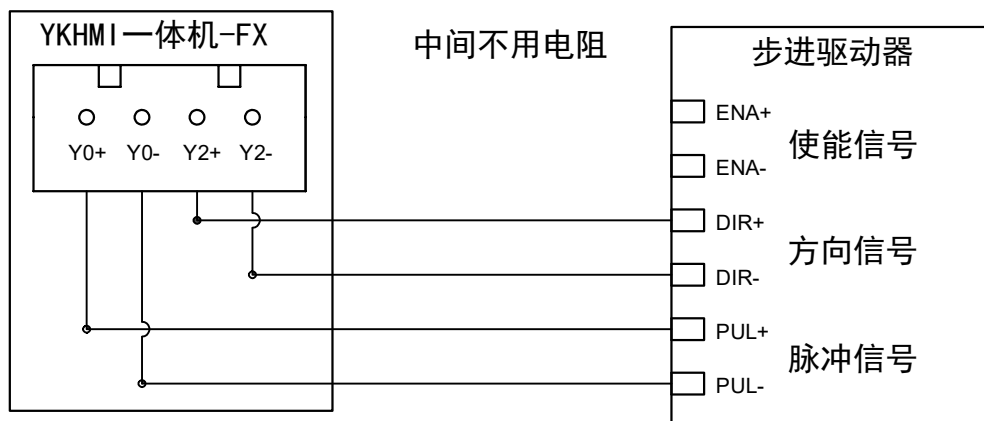 YKHMI一体机-FX
中间不用电阻
步进驱动器
Y0+ Y0- Y2+ Y2-
ENA+
使能信号
ENA-
DIR+
方向信号
DIR-
PUL+
脉冲信号
PUL-